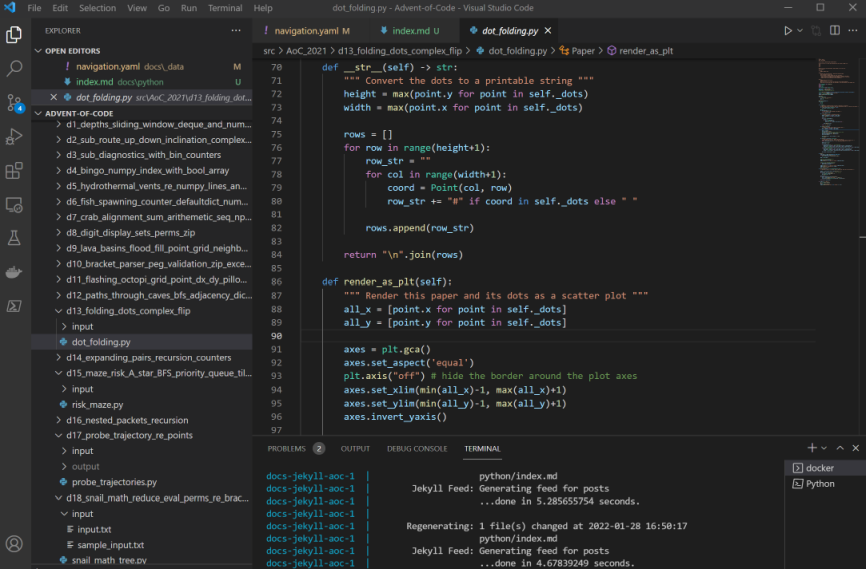 File Edit Selection View Go Run Terminal Help
dot_folding.py - Advent-of-Code - Visual Studio Code
EXPLORER
OPEN EDITORS
navigation.yaml docs\_data M
index.md docs\python U
dot_folding.py src\AoC_2021\d13_folding_dot...
4
ADVENT-OF-CODE
d1_depths_sliding_window_deque_and_num...
d2_sub_route_up_down_inclination_complex...
d3_sub_diagnostics_with_bin_counters
d4_bingo_numpy_index_with_bool_array
d5_hydrothermal_vents_re_numpy_lines_an...
d6_fish_spawning_counter_defaultdict_num...
d7_crab_alignment_sum_arithemetic_seq_np...
d8_digit_display_sets_perms_zip
d9_lava_basins_flood_fill_point_grid_neighb...
d10_bracket_parser_peg_validation_zip_exce...
d11_flashing_octopi_grid_point_dx_dy_pillo...
d12_paths_through_caves_bfs_adjacency_dic...
d13_folding_dots_complex_flip
input
dot_folding.py
d14_expanding_pairs_recursion_counters
d15_maze_risk_A_star_BFS_priority_queue_til...
input
risk_maze.py
d16_nested_packets_recursion
d17_probe_trajectory_re_points
input
output
probe_trajectories.py
d18_snail_math_reduce_eval_perms_re_brac...
input
input.txt
sample_input.txt
snail_math_tree.py
navigation.yaml M
index.md U
dot_folding.py
src > AoC_2021 > d13_folding_dots_complex_flip > dot_folding.py > Paper > render_as_plt
70 def __str__(self) -> str:
71 """ Convert the dots to a printable string """
72 height = max(point.y for point in self._dots)
73 width = max(point.x for point in self._dots)
74
75 rows = []
76 for row in range(height+1):
77 row_str = ""
78 for col in range(width+1):
79 coord = Point(col, row)
80 row_str += "#" if coord in self._dots else " "
81
82 rows.append(row_str)
83
84 return "\n".join(rows)
85
86 def render_as_plt(self):
87 """ Render this paper and its dots as a scatter plot """
88 all_x = [point.x for point in self._dots]
89 all_y = [point.y for point in self._dots]
90
91 axes = plt.gca()
92 axes.set_aspect('equal')
93 plt.axis("off") # hide the border around the plot axes
94 axes.set_xlim(min(all_x)-1, max(all_x)+1)
95 axes.set_ylim(min(all_y)-1, max(all_y)+1)
96 axes.invert_yaxis()
97
PROBLEMS 2 OUTPUT DEBUG CONSOLE TERMINAL
docs-jekyll-aoc-1 | python/index.md
docs-jekyll-aoc-1 | Jekyll Feed: Generating feed for posts
docs-jekyll-aoc-1 | ...done in 5.285655754 seconds.
docs-jekyll-aoc-1 |
docs-jekyll-aoc-1 | Regenerating: 1 file(s) changed at 2022-01-28 16:50:17
docs-jekyll-aoc-1 | python/index.md
docs-jekyll-aoc-1 | Jekyll Feed: Generating feed for posts
docs-jekyll-aoc-1 | ...done in 4.67839249 seconds.
docker
Python